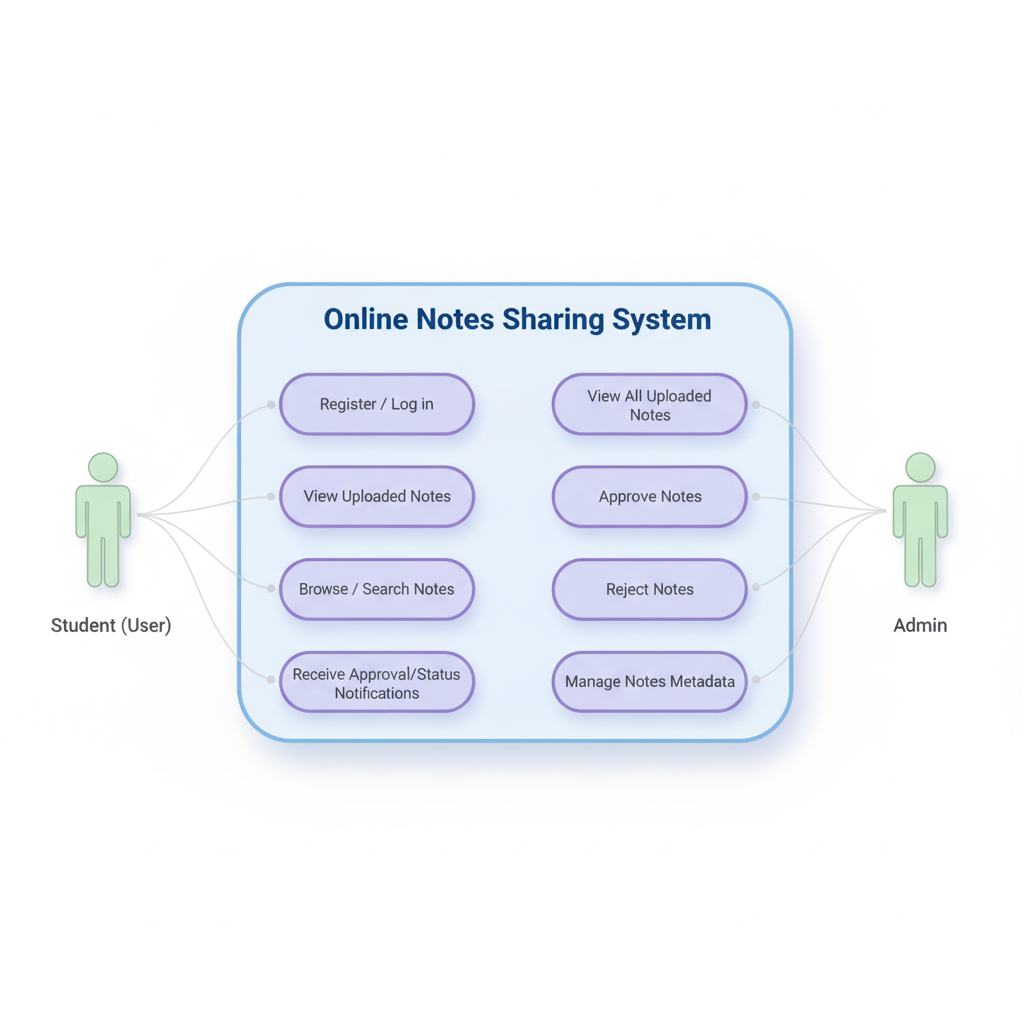 Online Notes Sharing System
Register / Log in
View Uploaded Notes
Browse / Search Notes
Receive Approval/Status
Notifications
View All Uploaded
Notes
Approve Notes
Reject Notes
Manage Notes Metadata
Student (User)
Admin